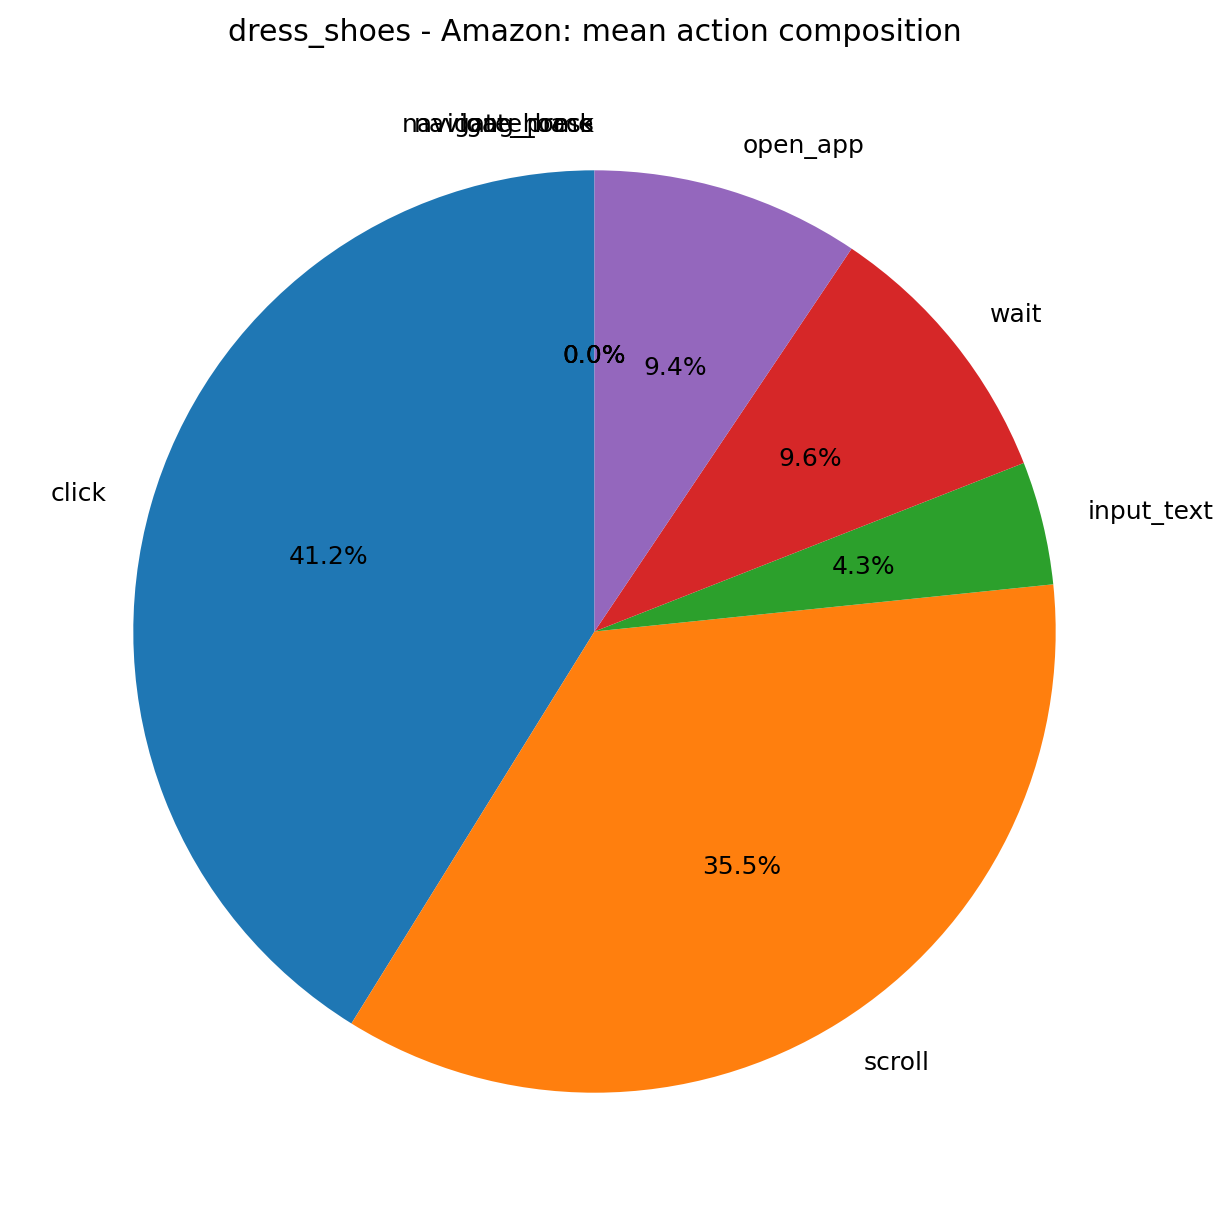 dress_shoes - Amazon: mean action composition
open_app
wait
0.0%
9.4%
9.6%
click
input_text
41.2%
4.3%
35.5%
scroll